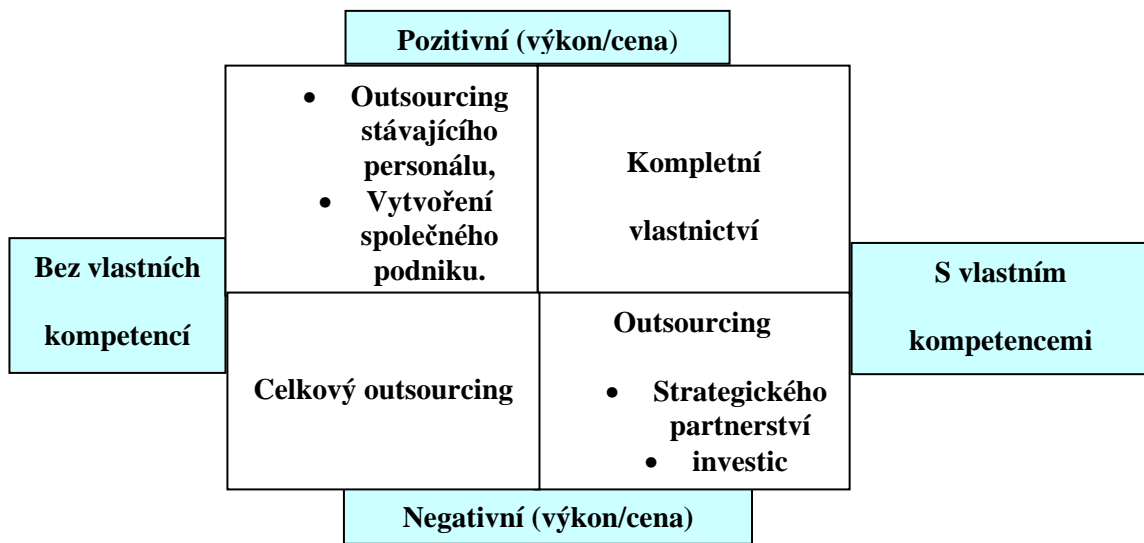 Pozitivní (výkon/cena)
• Outsourcing
stávajícího
personálu,
• Vytvoření
společného
podniku.
Kompletní
vlastnictví
Bez vlastních
kompetencí
S vlastním
kompetencemi
Celkový outsourcing
Outsourcing
• Strategického
partnerství
• investic
Negativní (výkon/cena)